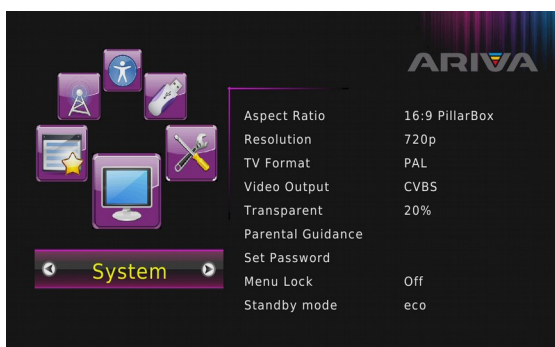 ARIVA
Aspect Ratio 16:9 PillarBox
Resolution 720p
TV Format PAL
Video Output CVBS
Transparent 20%
Parental Guidance
Set Password
Menu Lock Off
Standby mode eco
System